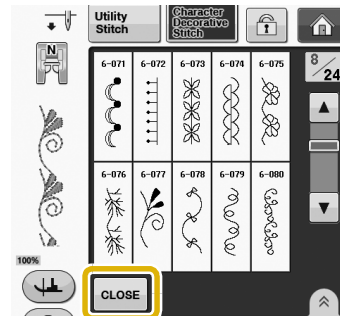 Utility
Stitch
Character
Decorative
Stitch
N
8/24
6-071 6-072 6-073 6-074 6-075
6-076 6-077 6-078 6-079 6-080
100%
CLOSE